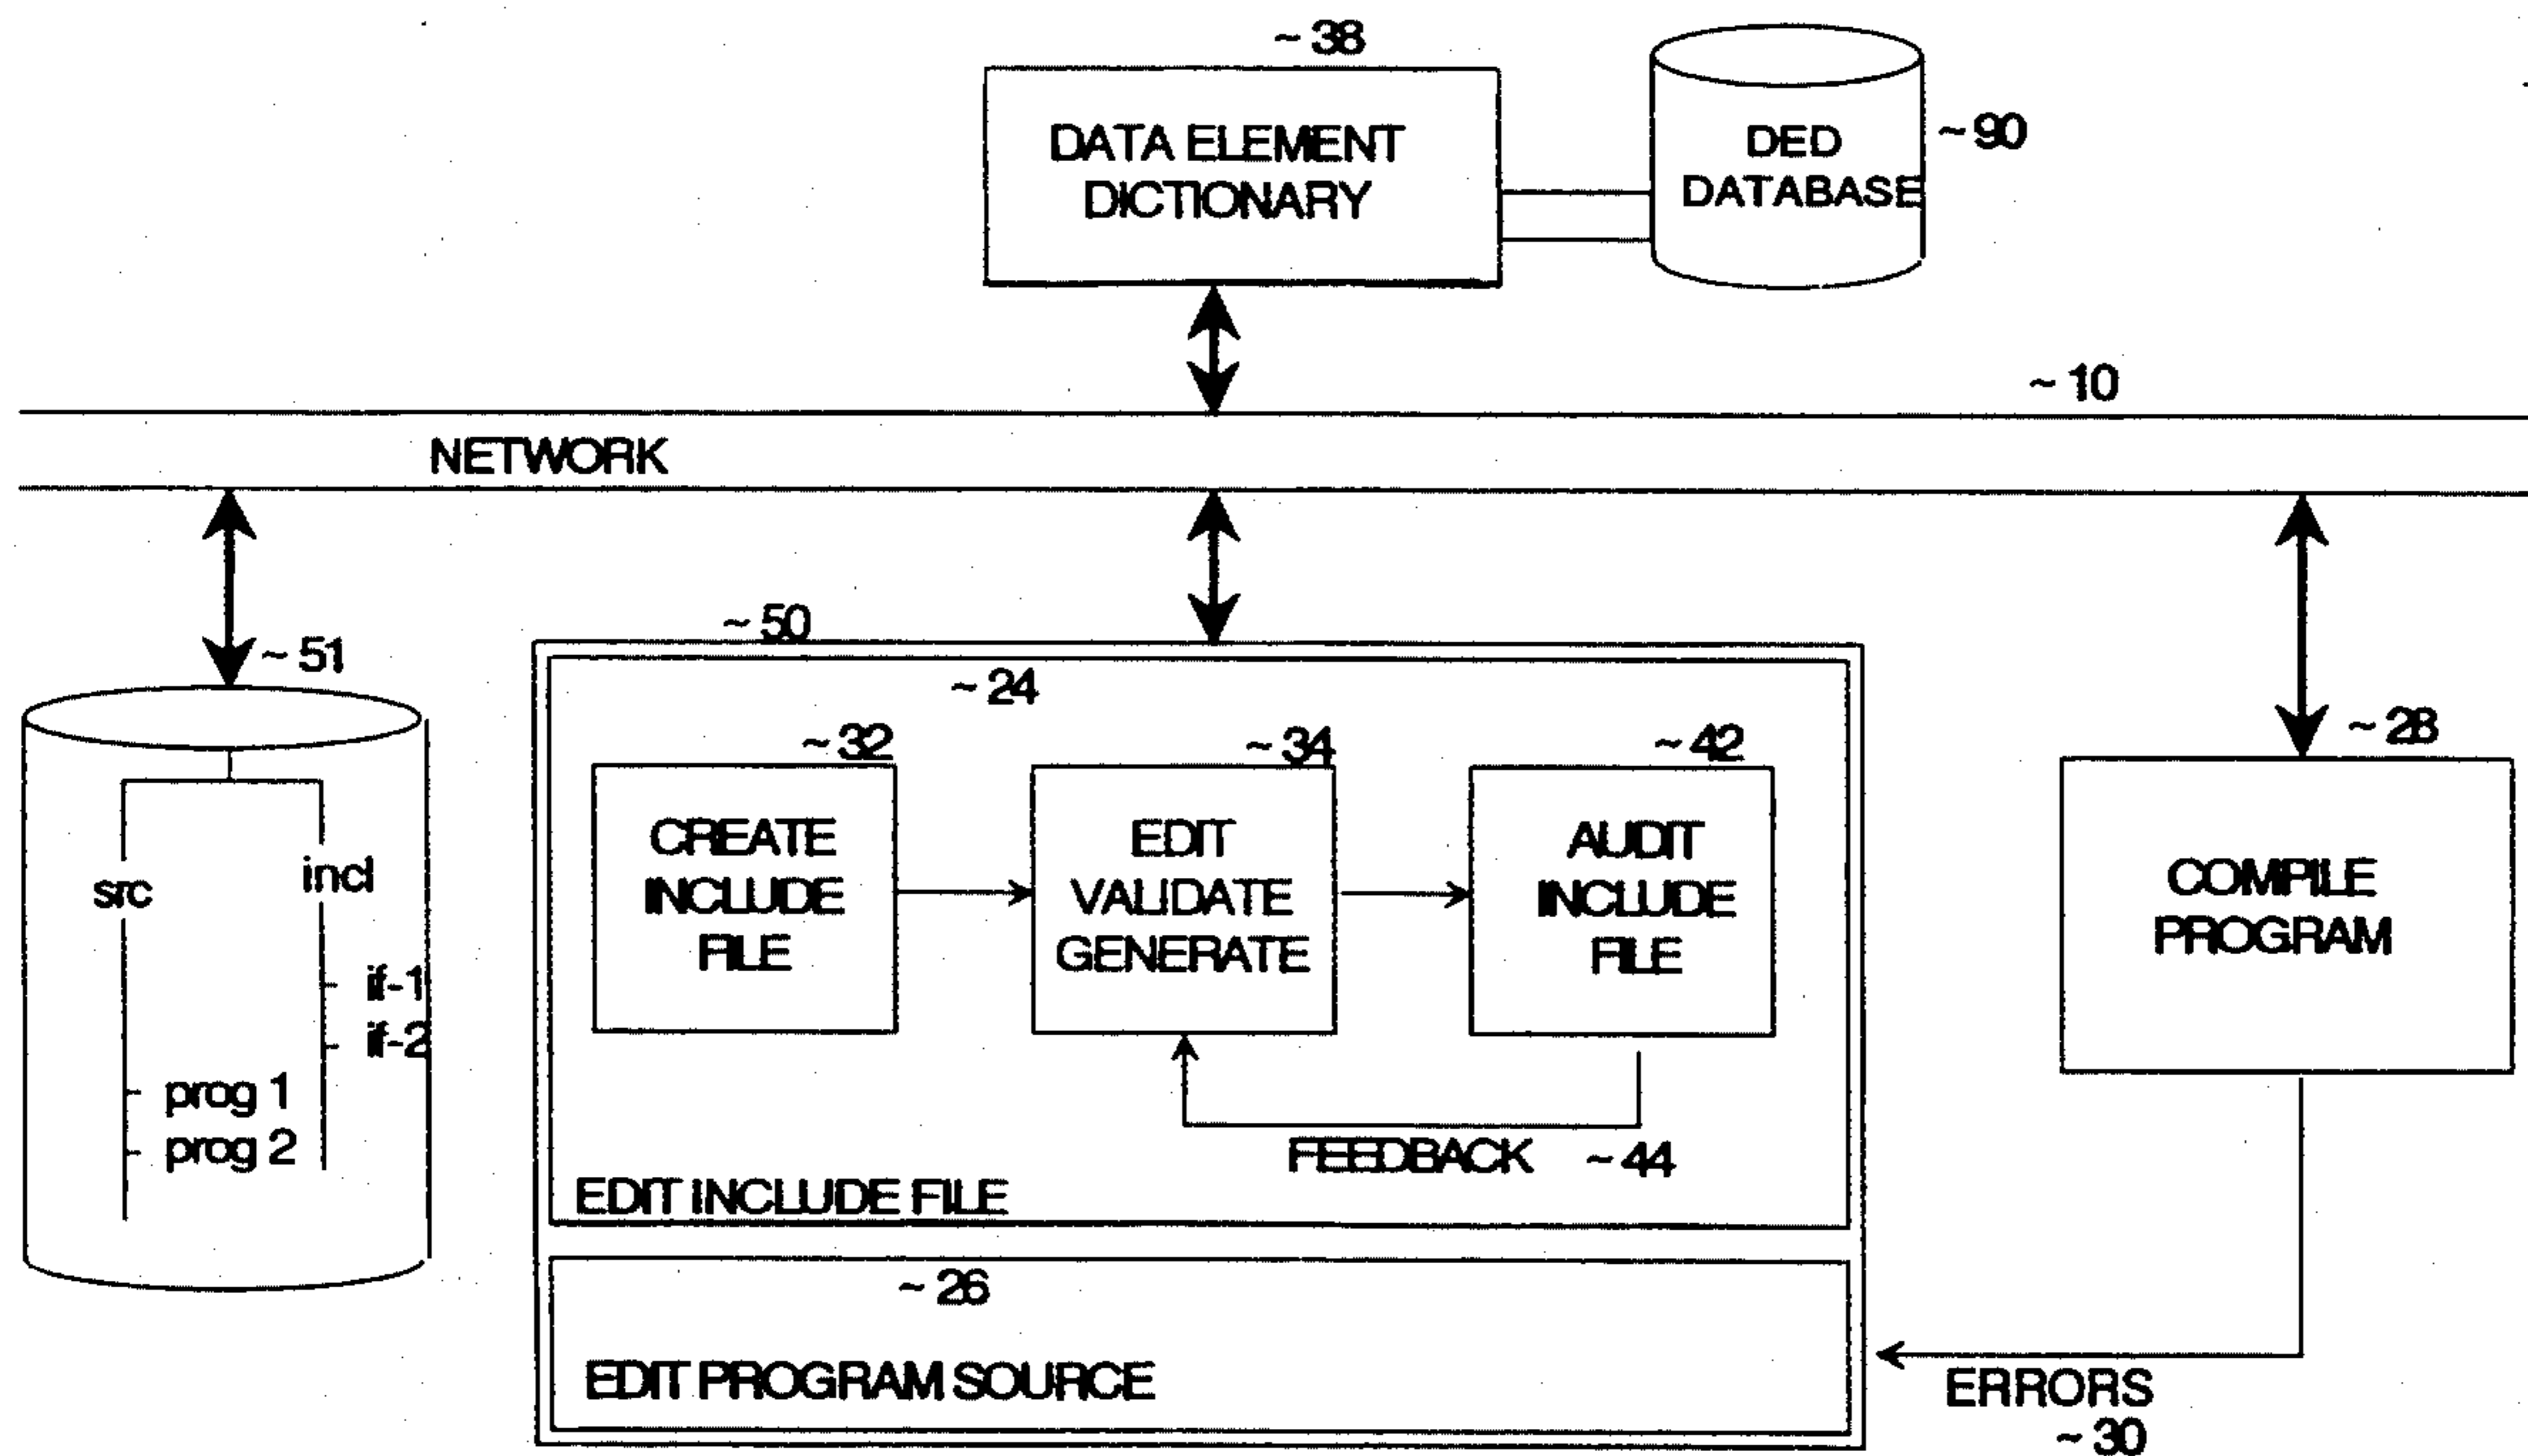 ~ 38
DATA ELEMENT
DICTIONARY
DED
DATABASE
~ 90
~ 10
NETWORK
~ 51
src
incl
if-1
if-2
prog 1
prog 2
~ 50
~ 24
~ 32
CREATE
INCLUDE
FILE
~ 34
EDIT
VALIDATE
GENERATE
~ 42
AUDIT
INCLUDE
FILE
FEEDBACK ~ 44
EDIT INCLUDE FILE
~ 26
EDIT PROGRAM SOURCE
~ 28
COMPILE
PROGRAM
ERRORS
~ 30